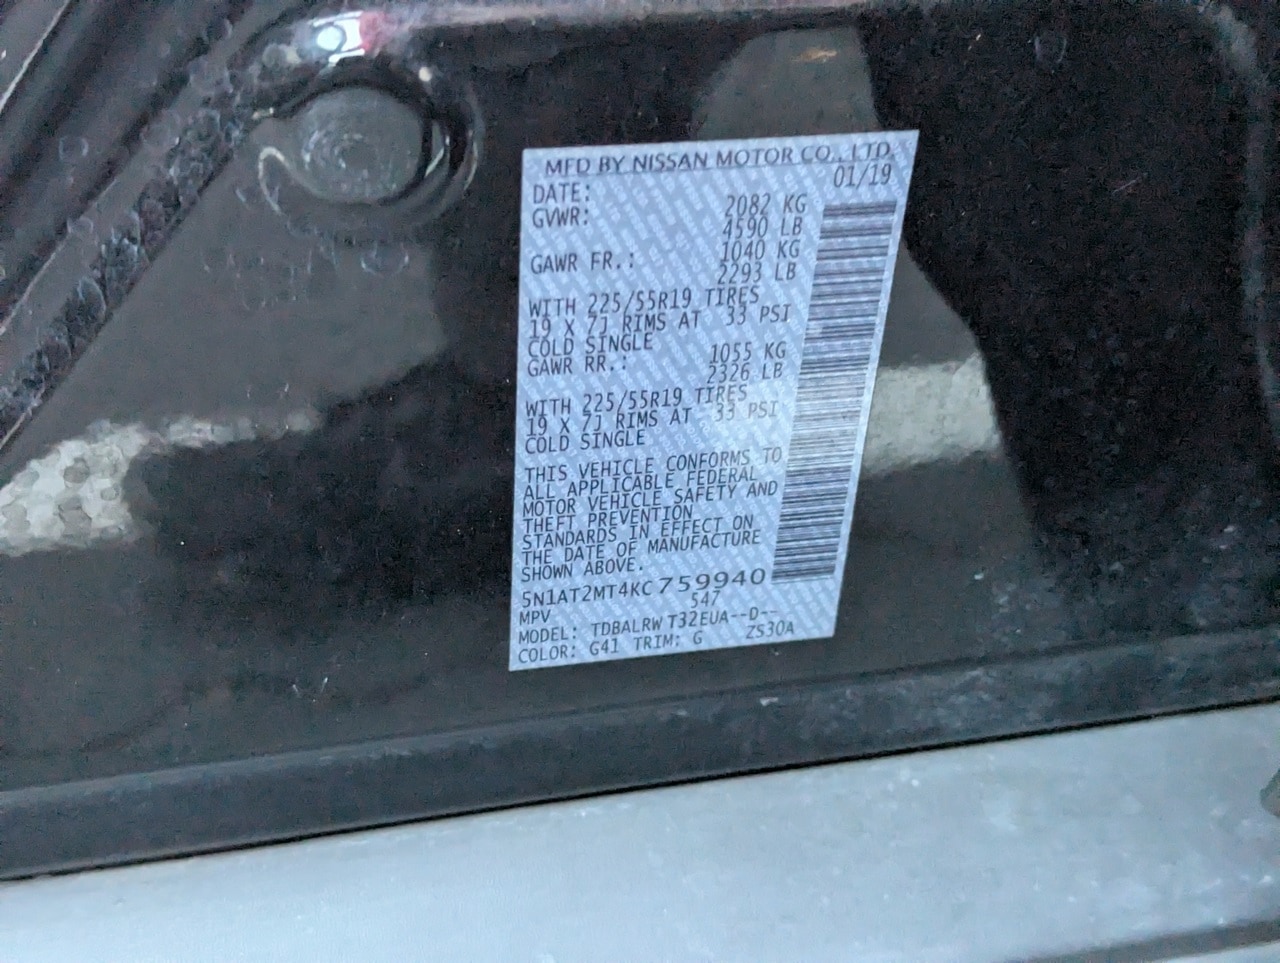 MFD BY NISSAN MOTOR CO., LTD.
DATE: 01/19
GVWR: 2082 KG
4590 LB
GAWR FR.: 1040 KG
2293 LB
WITH 225/55R19 TIRES
19 X 7J RIMS AT 33 PSI
COLD SINGLE
GAWR RR.: 1055 KG
2326 LB
WITH 225/55R19 TIRES
19 X 7J RIMS AT 33 PSI
COLD SINGLE
THIS VEHICLE CONFORMS TO
ALL APPLICABLE FEDERAL
MOTOR VEHICLE SAFETY AND
THEFT PREVENTION
STANDARDS IN EFFECT ON
THE DATE OF MANUFACTURE
SHOWN ABOVE.
5N1AT2MT4KC759940
MPV 547
MODEL: TDBALRW T32EUA--D--
COLOR: G41 TRIM: G ZS30A